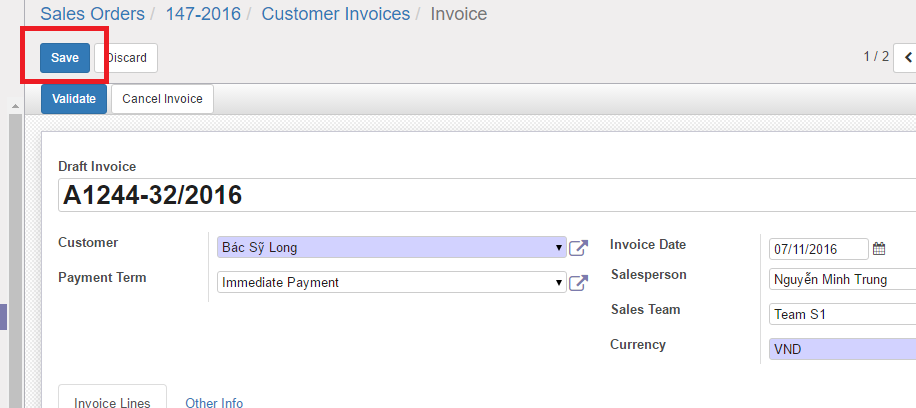 Sales Orders / 147-2016 / Customer Invoices / Invoice
Save Discard 1 / 2
Validate Cancel Invoice
Draft Invoice
A1244-32/2016
Customer Bác Sỹ Long Invoice Date 07/11/2016
Payment Term Immediate Payment Salesperson Nguyễn Minh Trung
Sales Team Team S1
Currency VND
Invoice Lines Other Info